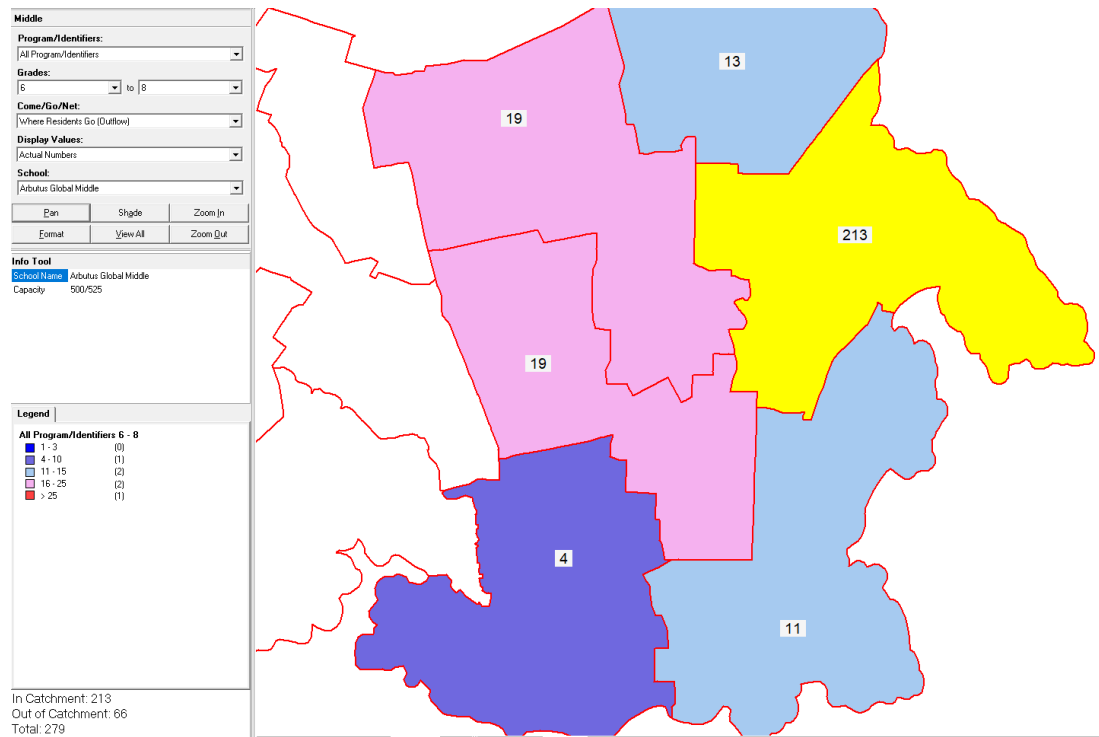 Middle
Program/Identifiers:
All Program/Identifiers
Grades:
6 to 8
Come/Go/Net:
Where Residents Go (Outflow)
Display Values:
Actual Numbers
School:
Arbutus Global Middle
Pan Shade Zoom In
Format View All Zoom Out
Info Tool
School Name Arbutus Global Middle
Capacity 500/525
Legend
All Program/Identifiers 6 - 8
1 - 3 (0)
4 - 10 (1)
11 - 15 (2)
16 - 25 (2)
> 25 (1)
In Catchment: 213
Out of Catchment: 66
Total: 279
13
19
213
19
4
11